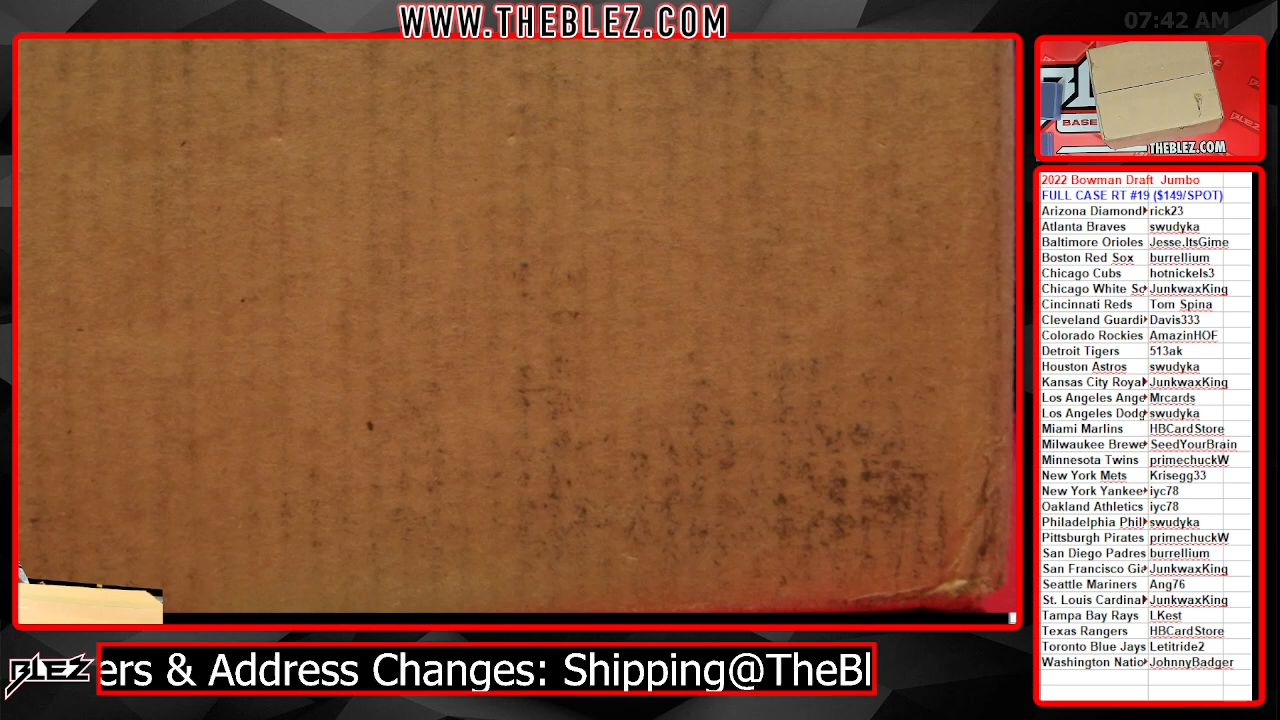 WWW.THEBLEZ.COM
07:42 AM
BASE
BLEZ
THEBLEZ.COM
2022 Bowman Draft Jumbo
FULL CASE RT #19 ($149/SPOT)
Arizona Diamond rick23
Atlanta Braves swudyka
Baltimore Orioles Jesse.ItsGime
Boston Red Sox burrellium
Chicago Cubs hotnickels3
Chicago White So JunkwaxKing
Cincinnati Reds Tom Spina
Cleveland Guardi Davis333
Colorado Rockies AmazinHOF
Detroit Tigers 513ak
Houston Astros swudyka
Kansas City Royal JunkwaxKing
Los Angeles Ange Mrcards
Los Angeles Dodg swudyka
Miami Marlins HBCardStore
Milwaukee Brewe SeedYourBrain
Minnesota Twins primechuckW
New York Mets Krisegg33
New York Yankee iyc78
Oakland Athletics iyc78
Philadelphia Phil swudyka
Pittsburgh Pirates primechuckW
San Diego Padres burrellium
San Francisco Gia JunkwaxKing
Seattle Mariners Ang76
St. Louis Cardinal JunkwaxKing
Tampa Bay Rays LKest
Texas Rangers HBCardStore
Toronto Blue Jays Letitride2
Washington Natio JohnnyBadger
BLEZ
ers & Address Changes: Shipping@TheBl